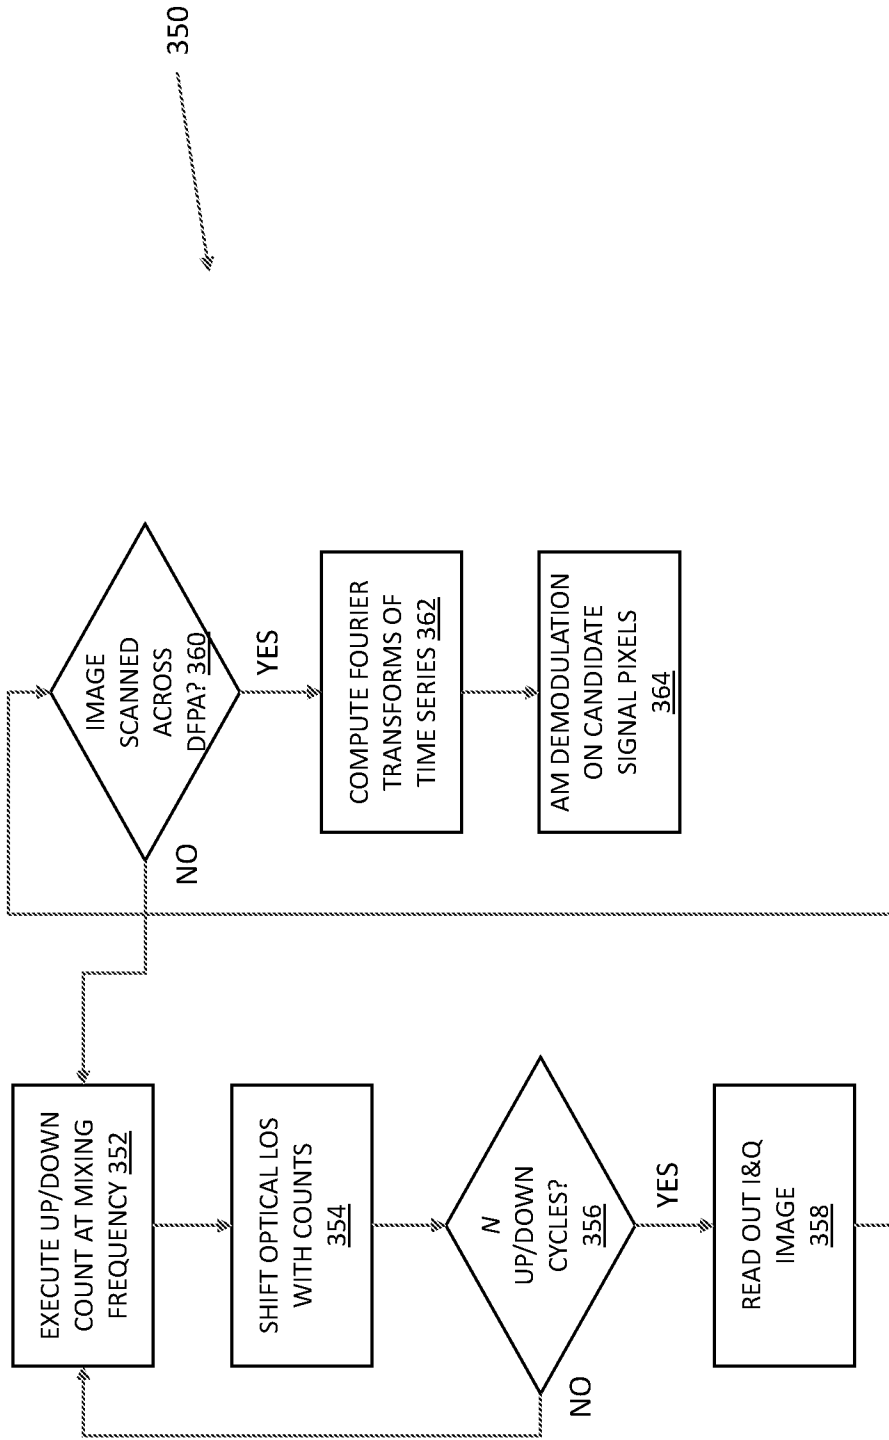 EXECUTE UP/DOWN
COUNT AT MIXING
FREQUENCY 352
SHIFT OPTICAL LOS
WITH COUNTS
354
N
UP/DOWN
CYCLES?
356
NO
YES
READ OUT I&Q
IMAGE
358
IMAGE
SCANNED
ACROSS
DFPA? 360
NO
YES
COMPUTE FOURIER
TRANSFORMS OF
TIME SERIES 362
AM DEMODULATION
ON CANDIDATE
SIGNAL PIXELS
364
350